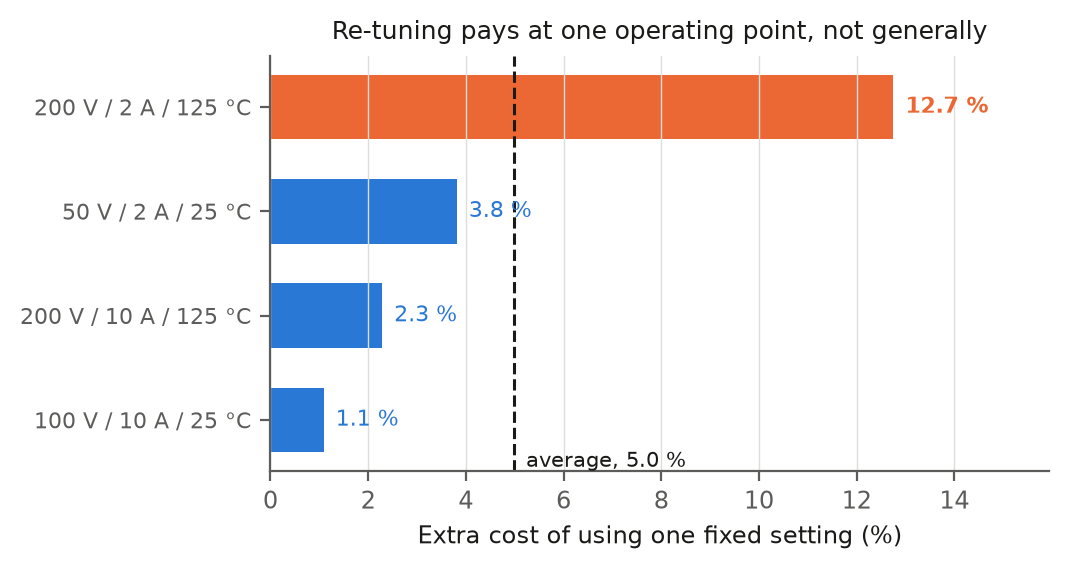 Re-tuning pays at one operating point, not generally
200 V / 2 A / 125 °C
12.7 %
50 V / 2 A / 25 °C
3.8 %
200 V / 10 A / 125 °C
2.3 %
100 V / 10 A / 25 °C
1.1 %
average, 5.0 %
0 2 4 6 8 10 12 14
Extra cost of using one fixed setting (%)